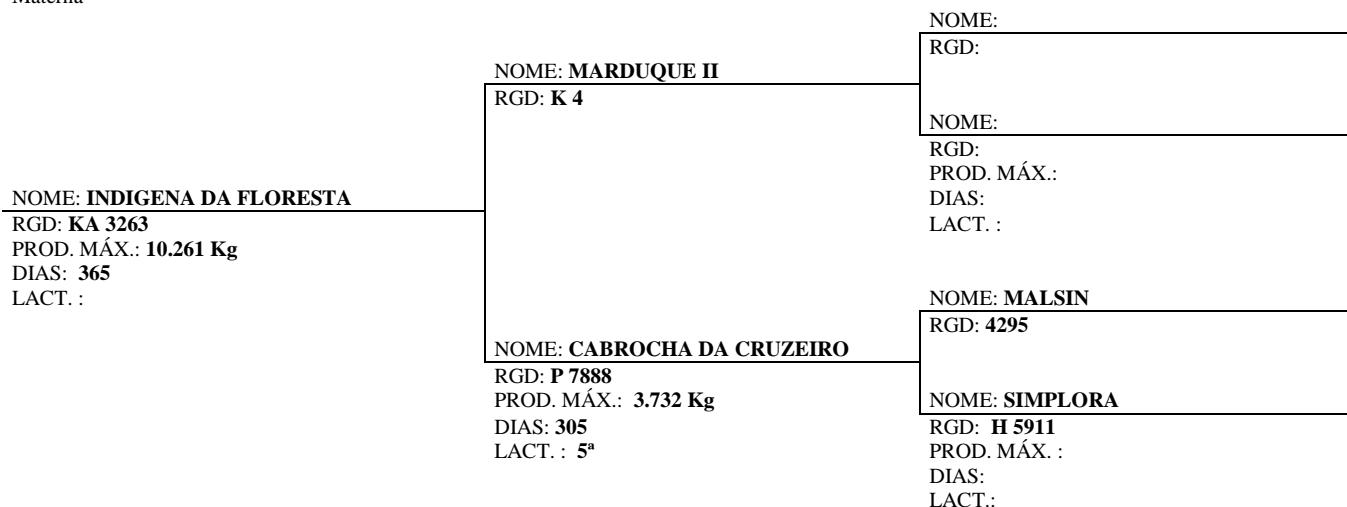 Materna
NOME: INDIGENA DA FLORESTA
RGD: KA 3263
PROD. MÁX.: 10.261 Kg
DIAS: 365
LACT. :
NOME: MARDUQUE II
RGD: K 4
NOME: CABROCHA DA CRUZEIRO
RGD: P 7888
PROD. MÁX.: 3.732 Kg
DIAS: 305
LACT. : 5ª
NOME:
RGD:
NOME:
RGD:
PROD. MÁX.:
DIAS:
LACT. :
NOME: MALSIN
RGD: 4295
NOME: SIMPLORA
RGD: H 5911
PROD. MÁX. :
DIAS:
LACT.: